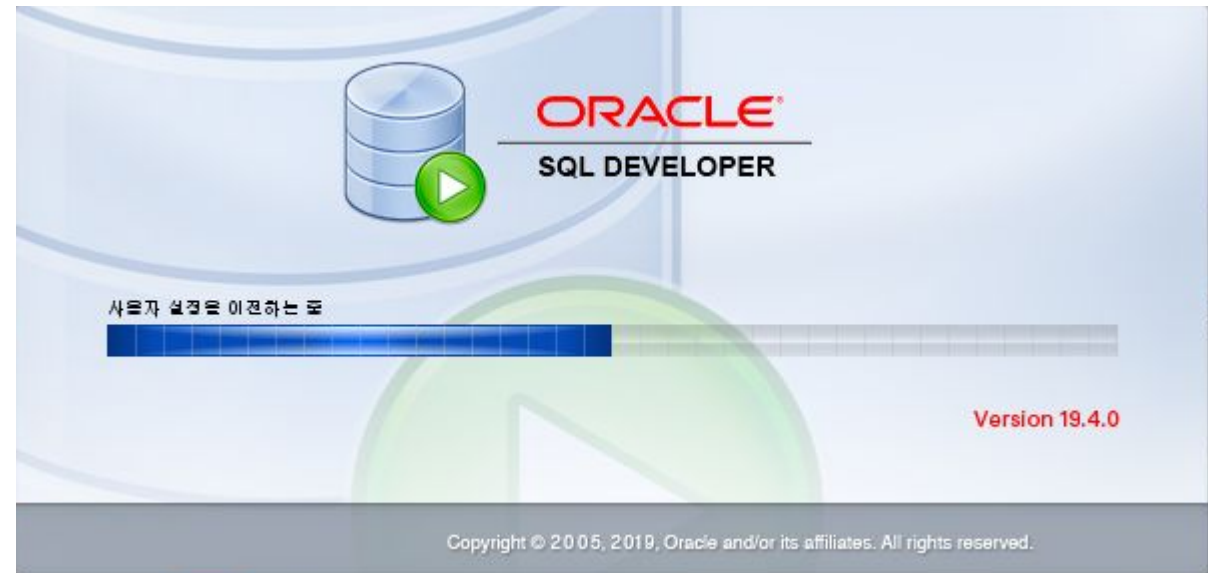 ORACLE
SQL DEVELOPER
사용자 설정을 이전하는 중
Version 19.4.0
Copyright © 2005, 2019, Oracle and/or its affiliates. All rights reserved.